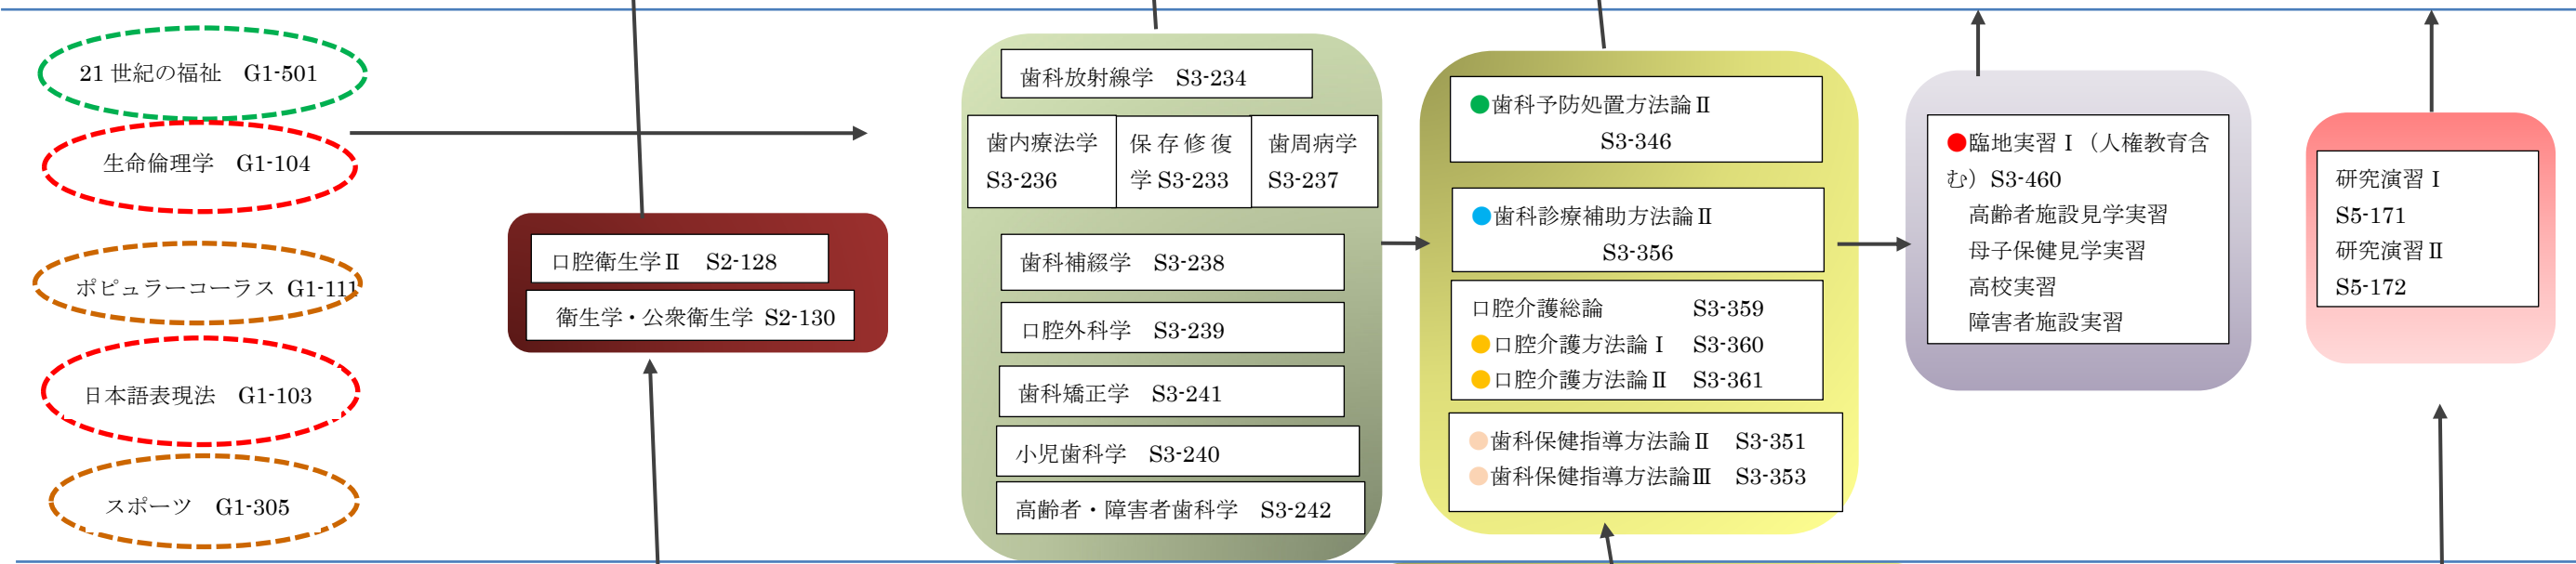 21 世紀の福祉 G1-501
生命倫理学 G1-104
ポピュラーコーラス G1-111
日本語表現法 G1-103
スポーツ G1-305
口腔衛生学Ⅱ S2-128
衛生学・公衆衛生学 S2-130
歯科放射線学 S3-234
歯内療法学
S3-236
保存修復
学 S3-233
歯周病学
S3-237
歯科補綴学 S3-238
口腔外科学 S3-239
歯科矯正学 S3-241
小児歯科学 S3-240
高齢者・障害者歯科学 S3-242
●歯科予防処置方法論Ⅱ
S3-346
●歯科診療補助方法論Ⅱ
S3-356
口腔介護総論 S3-359
●口腔介護方法論Ⅰ S3-360
●口腔介護方法論Ⅱ S3-361
●歯科保健指導方法論Ⅱ S3-351
●歯科保健指導方法論Ⅲ S3-353
●臨地実習Ⅰ（人権教育含
む）S3-460
高齢者施設見学実習
母子保健見学実習
高校実習
障害者施設実習
研究演習Ⅰ
S5-171
研究演習Ⅱ
S5-172